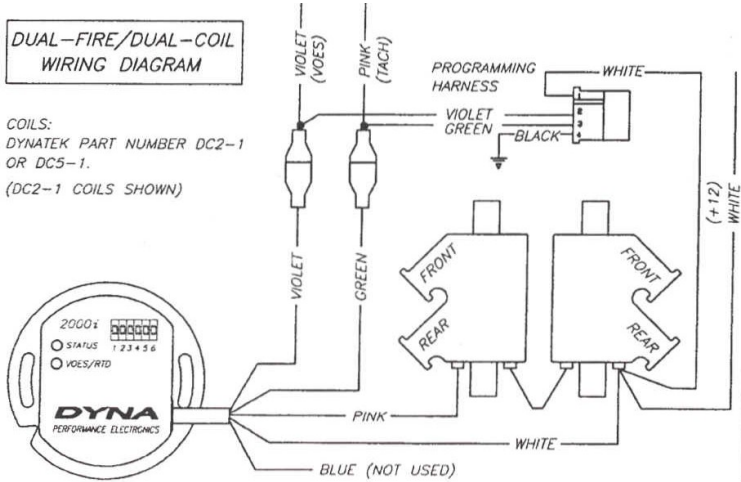 DUAL-FIRE/DUAL-COIL
WIRING DIAGRAM
COILS:
DYNATEK PART NUMBER DC2-1
OR DC5-1.
(DC2-1 COILS SHOWN)
VIOLET
(VOES)
PINK
(TACH)
PROGRAMMING
HARNESS
WHITE
1
VIOLET
2
GREEN
3
BLACK
4
(+12)
WHITE
VIOLET
GREEN
FRONT
REAR
FRONT
REAR
2000i
STATUS
1 2 3 4 5 6
VOES/RTD
DYNA
PERFORMANCE ELECTRONICS
PINK
WHITE
BLUE (NOT USED)